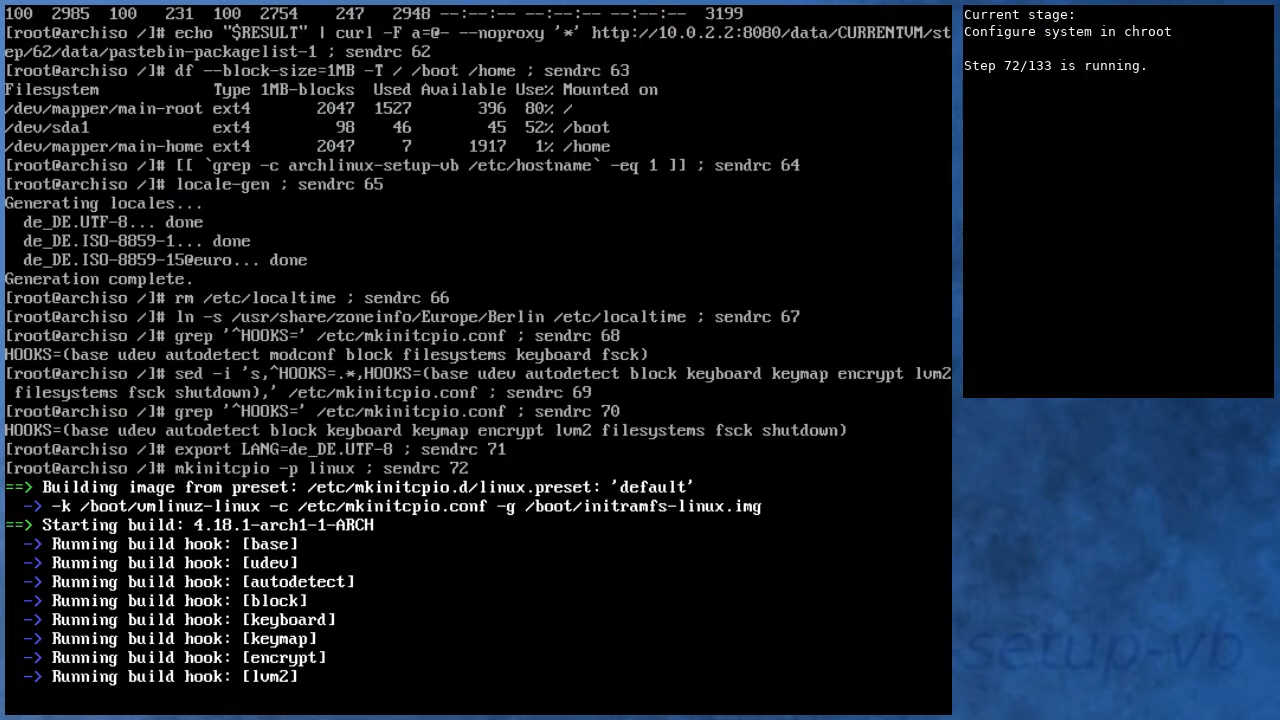 100  2985  100   231  100  2754    247   2948 --:--:-- --:--:-- --:--:--  3199
[root@archiso /]# echo "$RESULT" | curl -F a=@- --noproxy '*' http://10.0.2.2:8080/data/CURRENTVM/st
ep/62/data/pastebin-packagelist-1 ; sendrc 62
[root@archiso /]# df --block-size=1MB -T / /boot /home ; sendrc 63
Filesystem            Type 1MB-blocks  Used Available Use% Mounted on
/dev/mapper/main-root ext4       2047  1527       396  80% /
/dev/sda1             ext4         98    46        45  52% /boot
/dev/mapper/main-home ext4       2047     7      1917   1% /home
[root@archiso /]# [[ `grep -c archlinux-setup-vb /etc/hostname` -eq 1 ]] ; sendrc 64
[root@archiso /]# locale-gen ; sendrc 65
Generating locales...
  de_DE.UTF-8... done
  de_DE.ISO-8859-1... done
  de_DE.ISO-8859-15@euro... done
Generation complete.
[root@archiso /]# rm /etc/localtime ; sendrc 66
[root@archiso /]# ln -s /usr/share/zoneinfo/Europe/Berlin /etc/localtime ; sendrc 67
[root@archiso /]# grep '^HOOKS=' /etc/mkinitcpio.conf ; sendrc 68
HOOKS=(base udev autodetect modconf block filesystems keyboard fsck)
[root@archiso /]# sed -i 's,^HOOKS=.*,HOOKS=(base udev autodetect block keyboard keymap encrypt lvm2
 filesystems fsck shutdown),' /etc/mkinitcpio.conf ; sendrc 69
[root@archiso /]# grep '^HOOKS=' /etc/mkinitcpio.conf ; sendrc 70
HOOKS=(base udev autodetect block keyboard keymap encrypt lvm2 filesystems fsck shutdown)
[root@archiso /]# export LANG=de_DE.UTF-8 ; sendrc 71
[root@archiso /]# mkinitcpio -p linux ; sendrc 72
==> Building image from preset: /etc/mkinitcpio.d/linux.preset: 'default'
  -> -k /boot/vmlinuz-linux -c /etc/mkinitcpio.conf -g /boot/initramfs-linux.img
==> Starting build: 4.18.1-arch1-1-ARCH
  -> Running build hook: [base]
  -> Running build hook: [udev]
  -> Running build hook: [autodetect]
  -> Running build hook: [block]
  -> Running build hook: [keyboard]
  -> Running build hook: [keymap]
  -> Running build hook: [encrypt]
  -> Running build hook: [lvm2]
Current stage:
Configure system in chroot
Step 72/133 is running.
-setup-vb